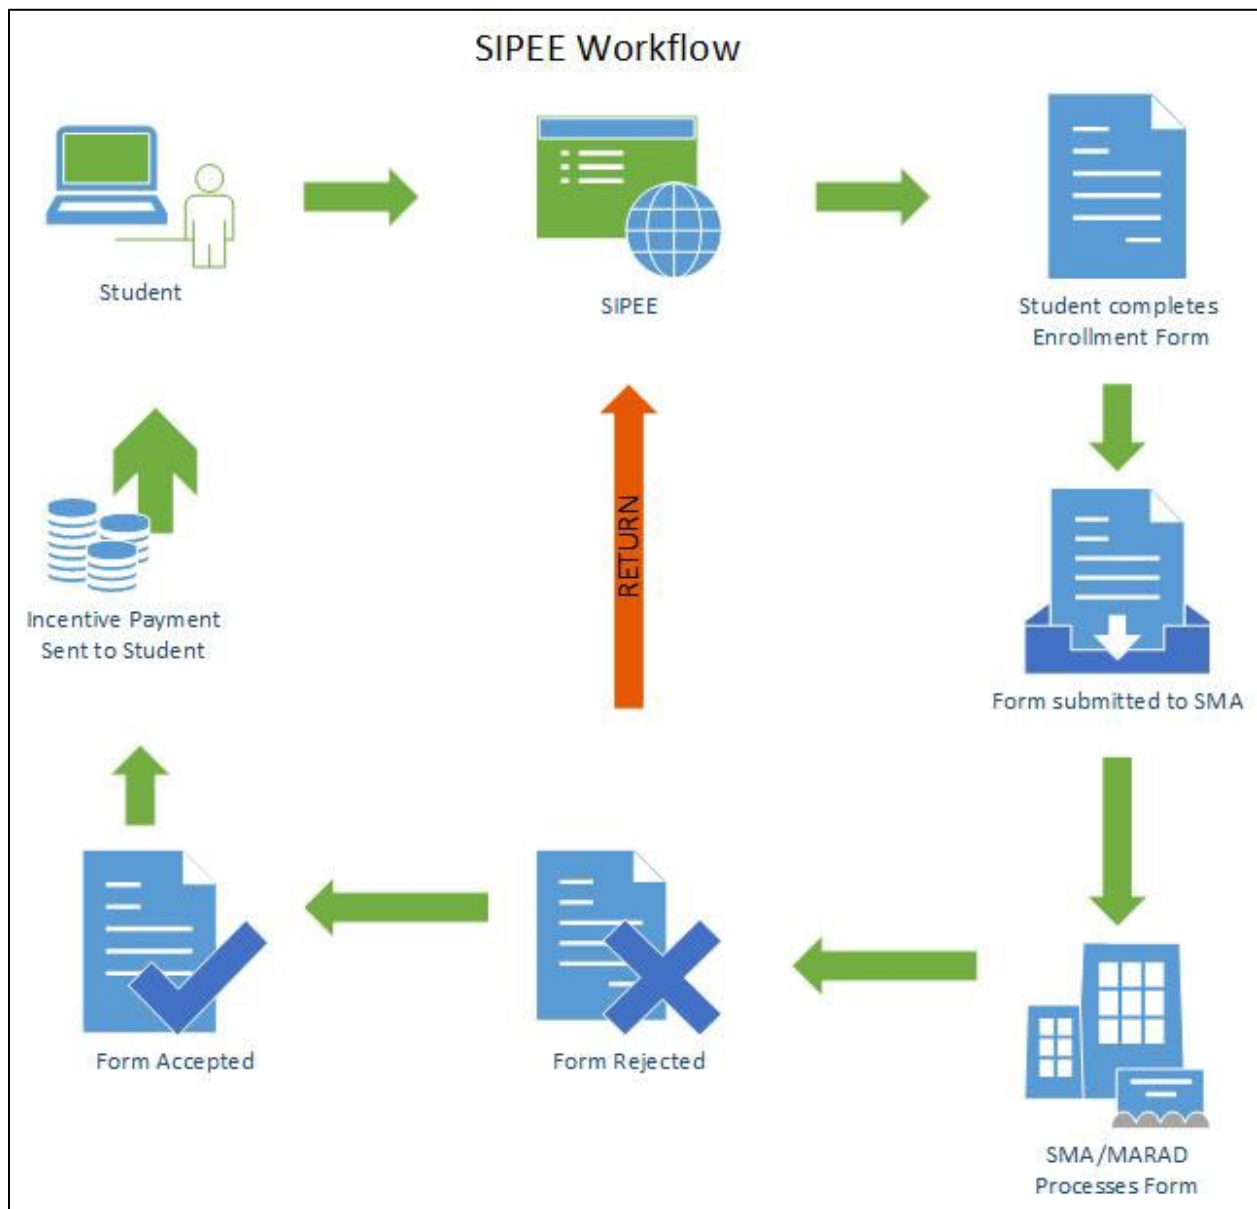 SIPEE Workflow
Student
SIPEE
Student completes
Enrollment Form
Incentive Payment
Sent to Student
RETURN
Form submitted to SMA
Form Accepted
Form Rejected
SMA/MARAD
Processes Form